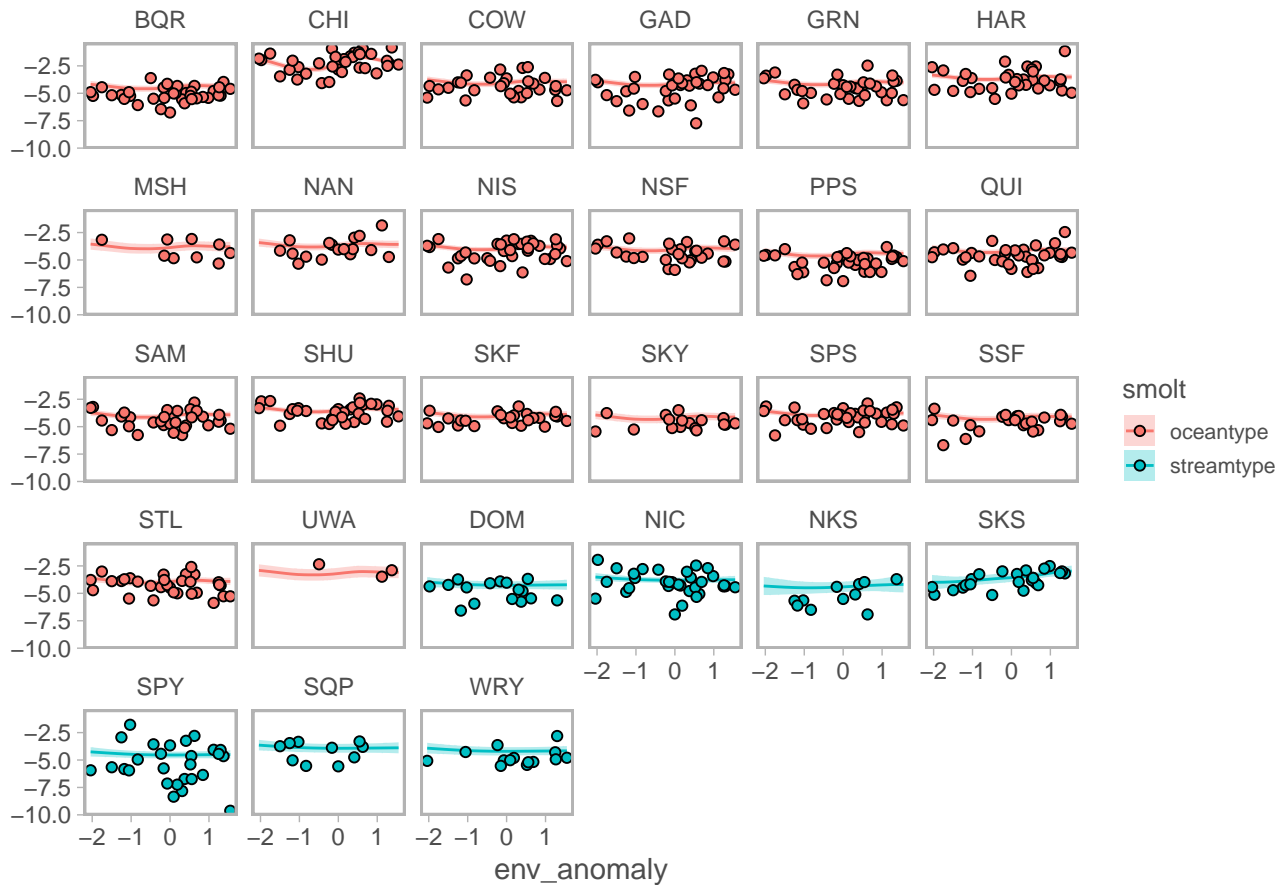 BQR CHI COW GAD GRN HAR
−2.5
−5.0
−7.5
−10.0
MSH NAN NIS NSF PPS QUI
−2.5
−5.0
−7.5
−10.0
SAM SHU SKF SKY SPS SSF
−2.5
−5.0
−7.5
−10.0
smolt
oceantype
streamtype
STL UWA DOM NIC NKS SKS
−2.5
−5.0
−7.5
−10.0
−2 −1 0 1 −2 −1 0 1 −2 −1 0 1
SPY SQP WRY
−2.5
−5.0
−7.5
−10.0
−2 −1 0 1 −2 −1 0 1 −2 −1 0 1
env_anomaly